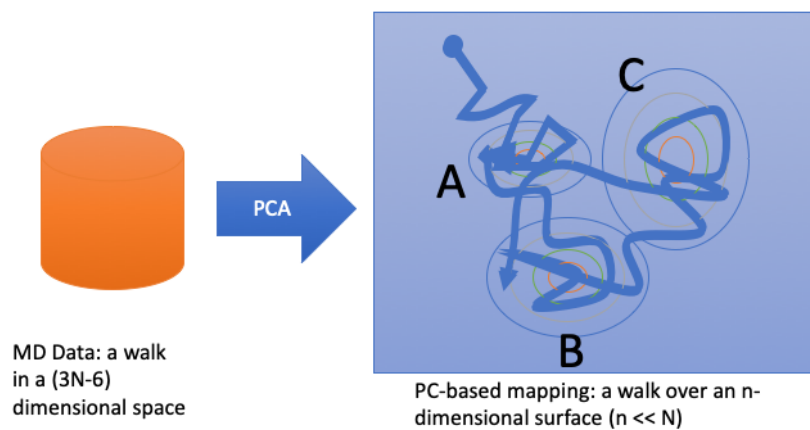 C
A
PCA
MD Data: a walk
in a (3N-6)
dimensional space
B
PC-based mapping: a walk over an n-
dimensional surface (n << N)